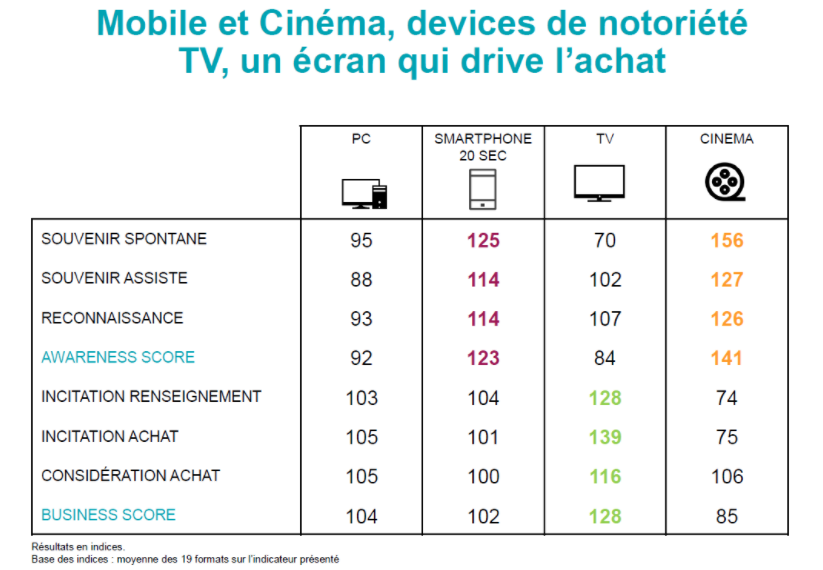 Mobile et Cinéma, devices de notoriété
TV, un écran qui drive l’achat
PC SMARTPHONE 20 SEC TV CINEMA
SOUVENIR SPONTANE 95 125 70 156
SOUVENIR ASSISTE 88 114 102 127
RECONNAISSANCE 93 114 107 126
AWARENESS SCORE 92 123 84 141
INCITATION RENSEIGNEMENT 103 104 128 74
INCITATION ACHAT 105 101 139 75
CONSIDÉRATION ACHAT 105 100 116 106
BUSINESS SCORE 104 102 128 85
Résultats en indices.
Base des indices : moyenne des 19 formats sur l’indicateur présenté